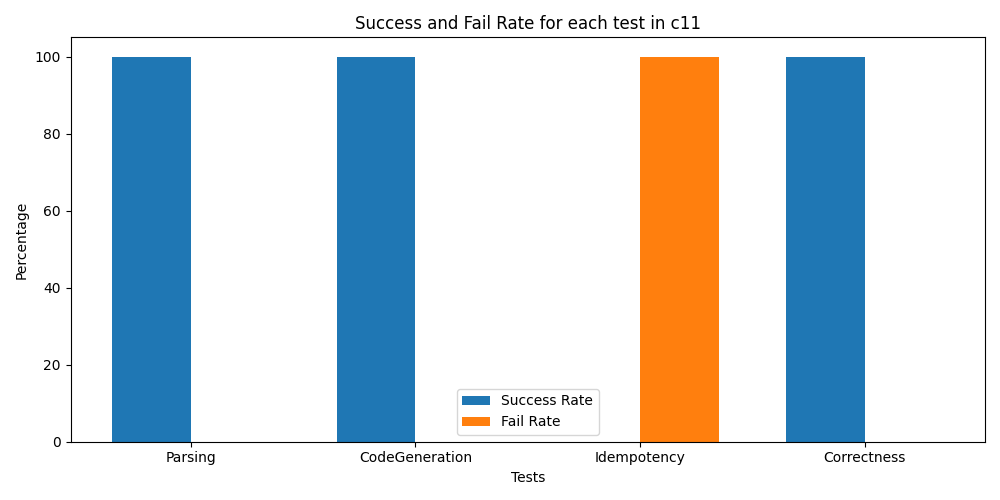 Success and Fail Rate for each test in c11
100
80
60
40
20
0
Percentage
Success Rate
Fail Rate
Parsing
CodeGeneration
Idempotency
Correctness
Tests